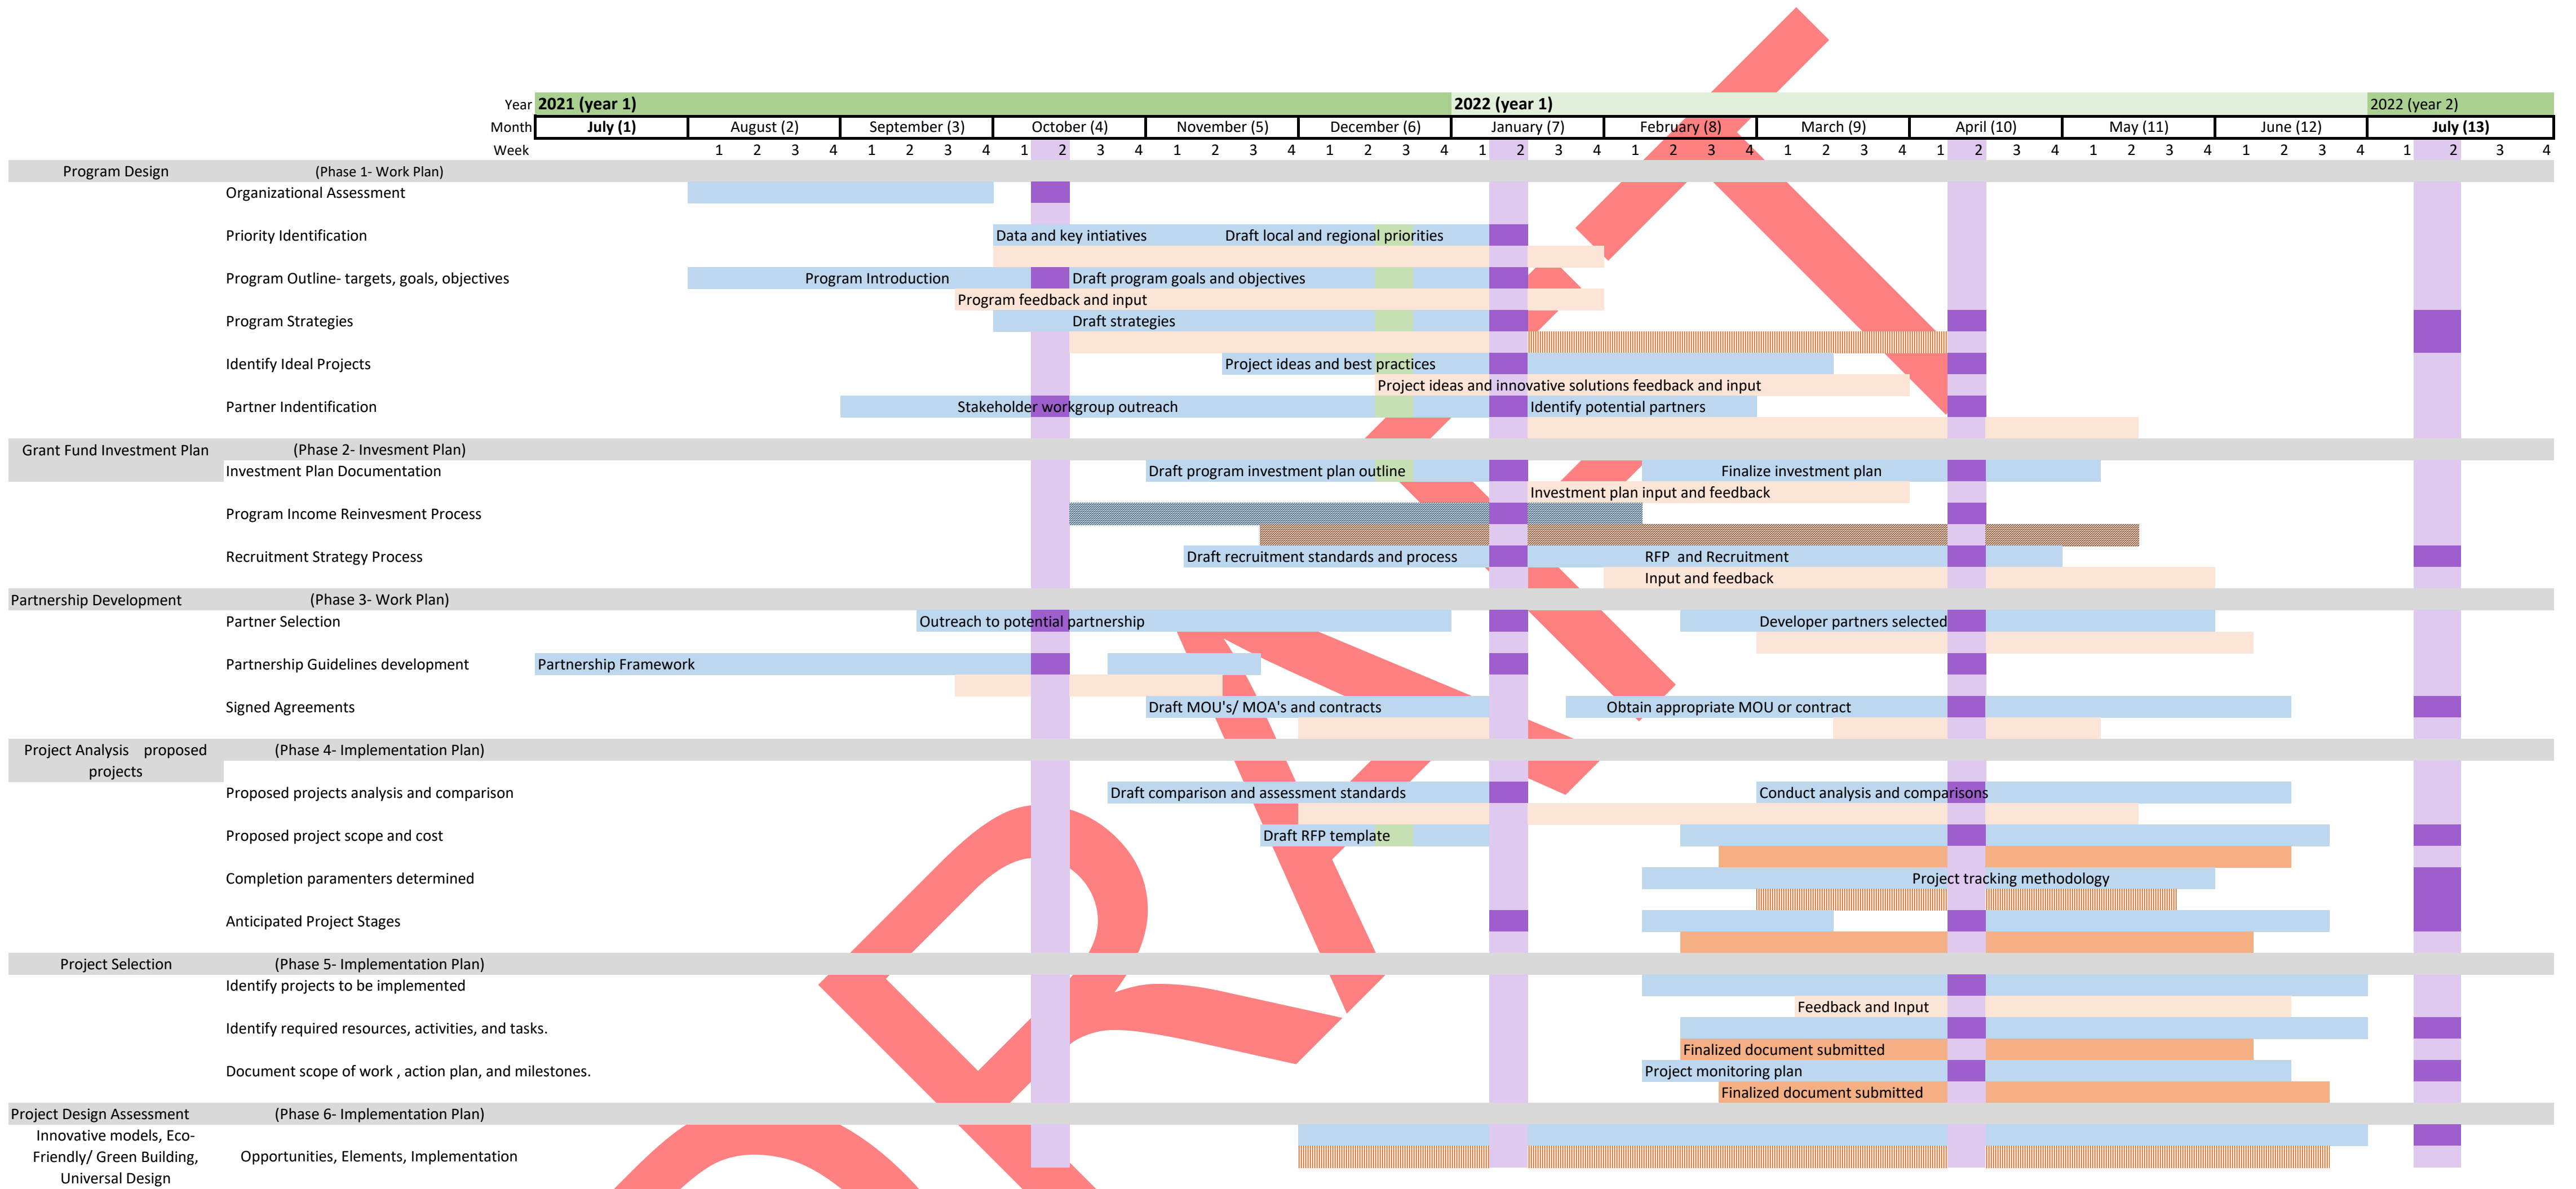 Year 2021 (year 1) 2022 (year 1) 2022 (year 2)
Month July (1) August (2) September (3) October (4) November (5) December (6) January (7) February (8) March (9) April (10) May (11) June (12) July (13)
Week 1 2 3 4 1 2 3 4 1 2 3 4 1 2 3 4 1 2 3 4 1 2 3 4 1 2 3 4 1 2 3 4 1 2 3 4 1 2 3 4 1 2 3 4 1 2 3 4
Program Design (Phase 1- Work Plan)
Organizational Assessment
Priority Identification Data and key intiatives Draft local and regional priorities
Program Outline- targets, goals, objectives Program Introduction Draft program goals and objectives
Program feedback and input
Program Strategies Draft strategies
Identify Ideal Projects Project ideas and best practices
Project ideas and innovative solutions feedback and input
Partner Indentification Stakeholder workgroup outreach Identify potential partners
Grant Fund Investment Plan (Phase 2- Invesment Plan)
Investment Plan Documentation Draft program investment plan outline Finalize investment plan
Investment plan input and feedback
Program Income Reinvesment Process
Recruitment Strategy Process Draft recruitment standards and process RFP and Recruitment
Input and feedback
Partnership Development (Phase 3- Work Plan)
Partner Selection Outreach to potential partnership Developer partners selected
Partnership Guidelines development Partnership Framework
Signed Agreements Draft MOU's/ MOA's and contracts Obtain appropriate MOU or contract
Project Analysis proposed (Phase 4- Implementation Plan)
projects
Proposed projects analysis and comparison Draft comparison and assessment standards Conduct analysis and comparisons
Proposed project scope and cost Draft RFP template
Completion paramenters determined Project tracking methodology
Anticipated Project Stages
Project Selection (Phase 5- Implementation Plan)
Identify projects to be implemented
Feedback and Input
Identify required resources, activities, and tasks.
Finalized document submitted
Document scope of work , action plan, and milestones. Project monitoring plan
Finalized document submitted
Project Design Assessment (Phase 6- Implementation Plan)
Innovative models, Eco-
Friendly/ Green Building, Opportunities, Elements, Implementation
Universal Design